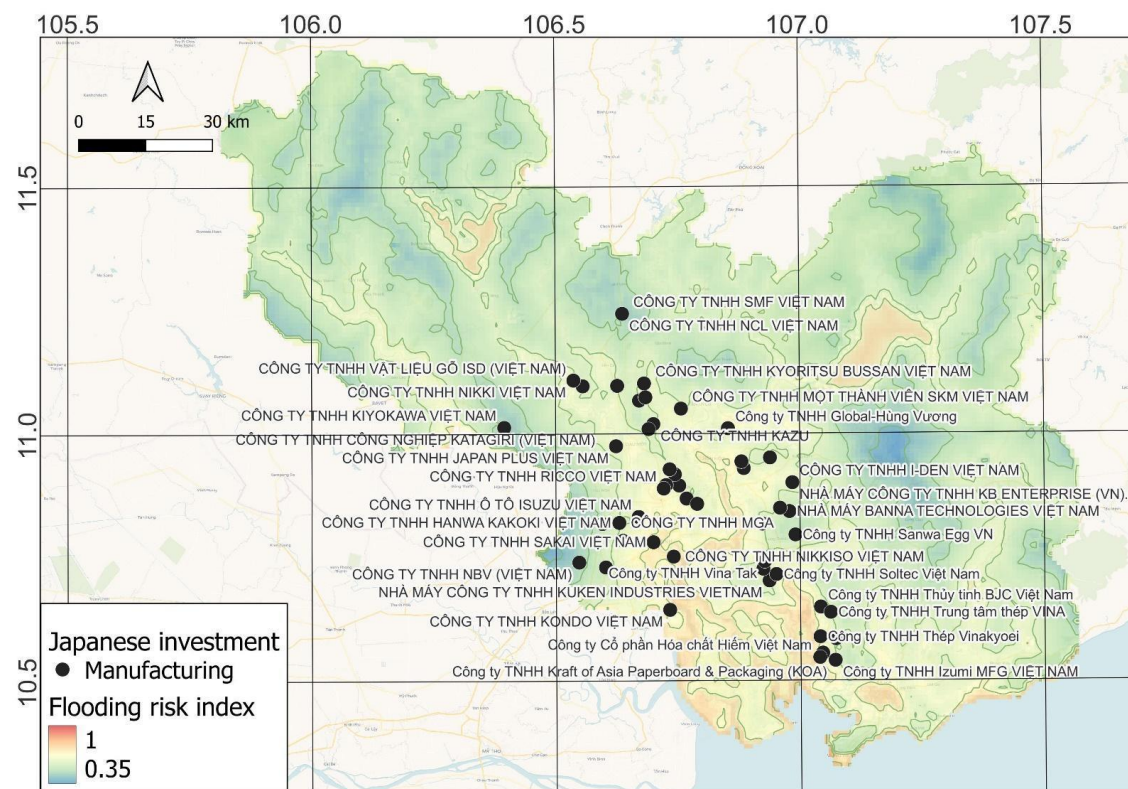 105.5 106.0 106.5 107.0 107.5
0 15 30 km
11.5
11.0
10.5
CÔNG TY TNHH SMF VIỆT NAM
CÔNG TY TNHH NCL VIỆT NAM
CÔNG TY TNHH VẬT LIỆU GỖ ISD (VIỆT NAM)
CÔNG TY TNHH KYORITSU BUSSAN VIỆT NAM
CÔNG TY TNHH NIKKI VIỆT NAM
CÔNG TY TNHH MỘT THÀNH VIÊN SKM VIỆT NAM
CÔNG TY TNHH KIYOKAWA VIỆT NAM
Công ty TNHH Global-Hùng Vương
CÔNG TY TNHH CÔNG NGHIỆP KATAGIRI (VIỆT NAM)
CÔNG TY TNHH KAZU
CÔNG TY TNHH JAPAN PLUS VIỆT NAM
CÔNG TY TNHH RICCO VIỆT NAM
CÔNG TY TNHH I-DEN VIỆT NAM
NHÀ MÁY CÔNG TY TNHH KB ENTERPRISE (VN).
CÔNG TY TNHH Ô TÔ ISUZU VIỆT NAM
NHÀ MÁY BANNA TECHNOLOGIES VIỆT NAM
CÔNG TY TNHH HANWA KAKOKI VIỆT NAM
CÔNG TY TNHH MGA
Công ty TNHH Sanwa Egg VN
CÔNG TY TNHH SAKAI VIỆT NAM
CÔNG TY TNHH NIKKISO VIỆT NAM
CÔNG TY TNHH NBV (VIỆT NAM)
Công ty TNHH Vina Tak
Công ty TNHH Soltec Việt Nam
NHÀ MÁY CÔNG TY TNHH KUKEN INDUSTRIES VIETNAM
Công ty TNHH Thủy tinh BJC Việt Nam
Công ty TNHH Trung tâm thép VINA
CÔNG TY TNHH KONDO VIỆT NAM
Công ty TNHH Thép Vinakyoei
Công ty Cổ phần Hóa chất Hiếm Việt Nam
Công ty TNHH Kraft of Asia Paperboard & Packaging (KOA)
Công ty TNHH Izumi MFG VIỆT NAM
Japanese investment
Manufacturing
Flooding risk index
1
0.35